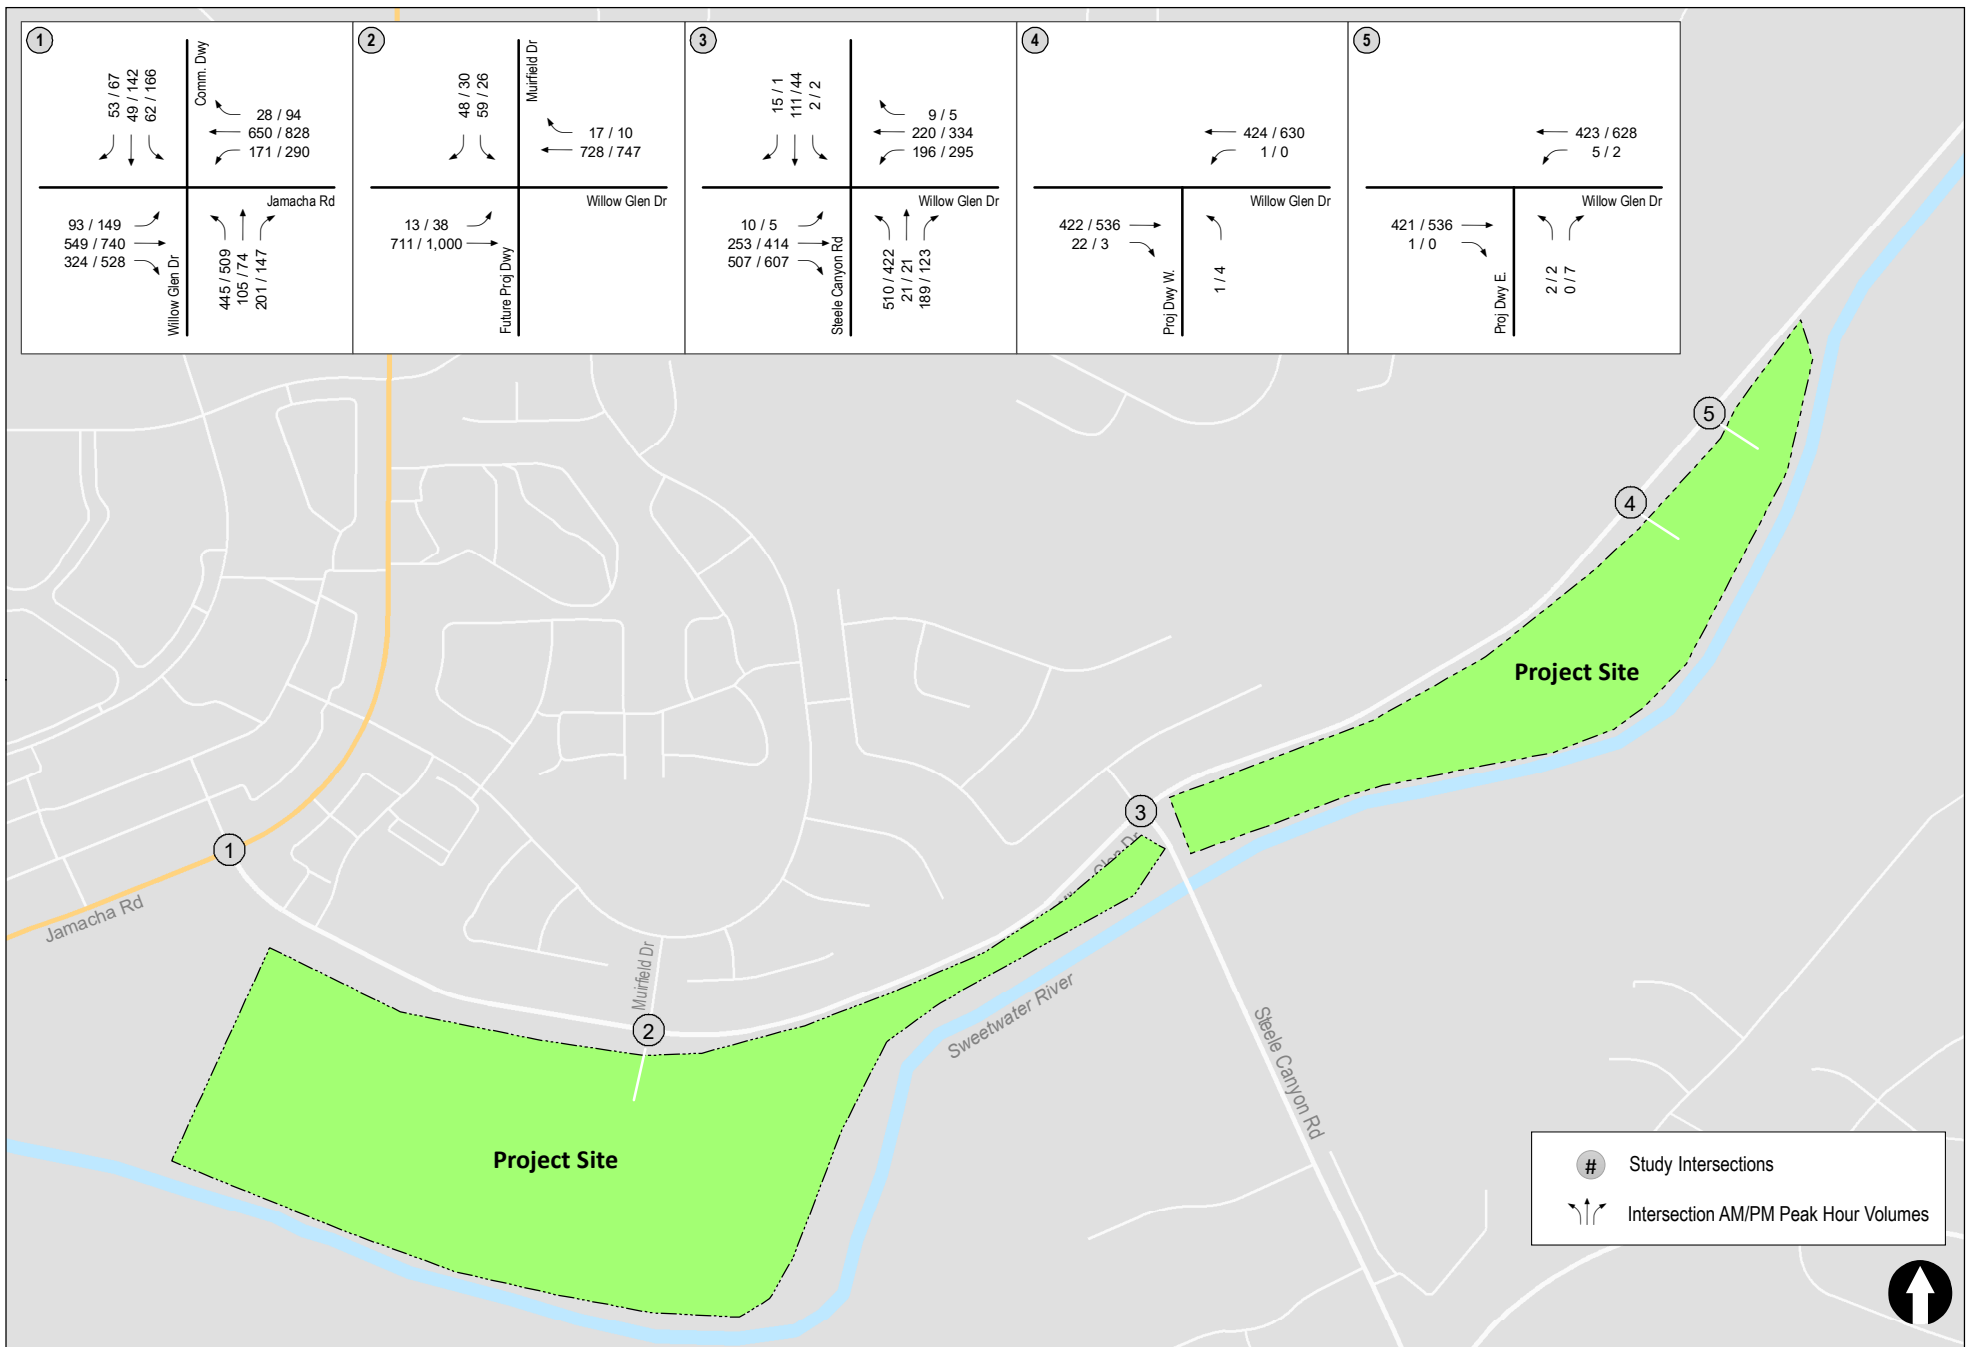 1
53 / 67
49 / 142
62 / 166
Comm. Dwy
28 / 94
650 / 828
171 / 290
Jamacha Rd
93 / 149
549 / 740
324 / 528
Willow Glen Dr
445 / 509
105 / 74
201 / 147
2
48 / 30
59 / 26
Muirfield Dr
17 / 10
728 / 747
Willow Glen Dr
13 / 38
711 / 1,000
Future Proj Dwy
3
15 / 1
111 / 44
2 / 2
9 / 5
220 / 334
196 / 295
Willow Glen Dr
10 / 5
253 / 414
507 / 607
Steele Canyon Rd
510 / 422
21 / 21
189 / 123
4
424 / 630
1 / 0
Willow Glen Dr
422 / 536
22 / 3
Proj Dwy W.
1 / 4
5
423 / 628
5 / 2
Willow Glen Dr
421 / 536
1 / 0
Proj Dwy E.
2 / 2
0 / 7
5
4
Project Site
3
Glen Dr
1
Jamacha Rd
Muirfield Dr
2
Sweetwater River
Steele Canyon Rd
Project Site
# Study Intersections
Intersection AM/PM Peak Hour Volumes